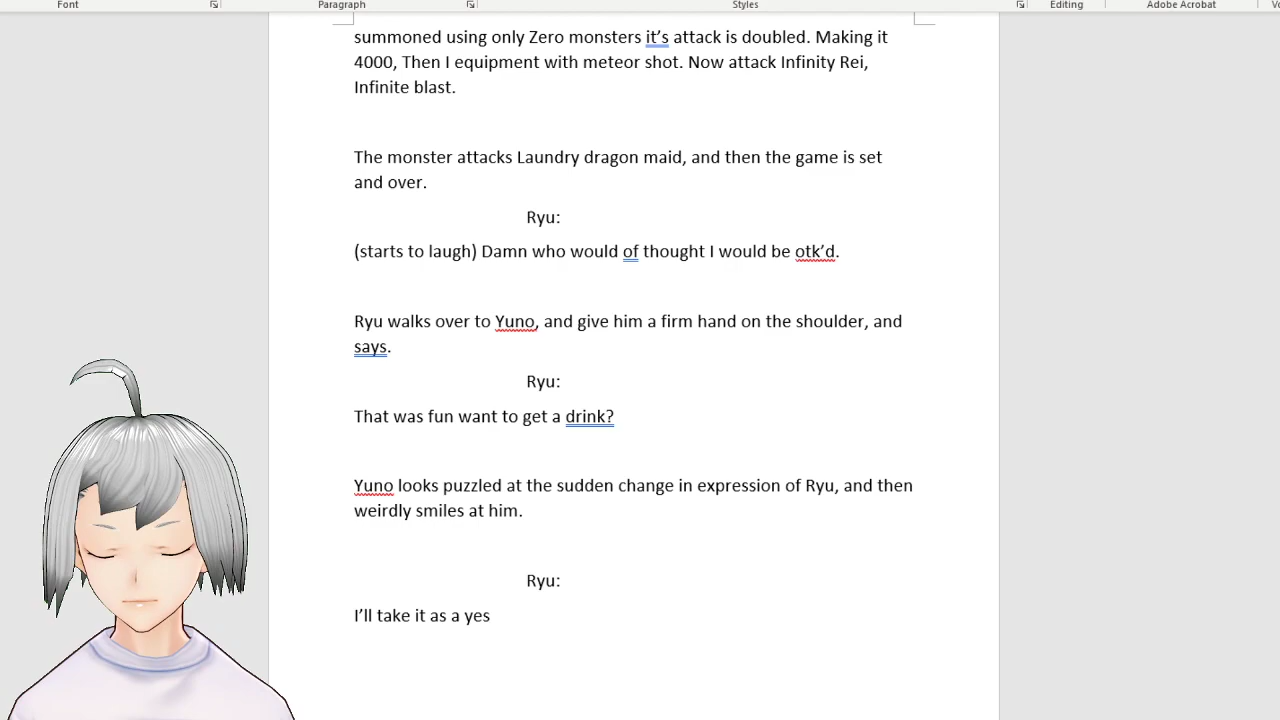 Font Paragraph Styles Editing Adobe Acrobat
summoned using only Zero monsters it's attack is doubled. Making it
4000, Then I equipment with meteor shot. Now attack Infinity Rei,
Infinite blast.
The monster attacks Laundry dragon maid, and then the game is set
and over.
Ryu:
(starts to laugh) Damn who would of thought I would be otk'd.
Ryu walks over to Yuno, and give him a firm hand on the shoulder, and
says.
Ryu:
That was fun want to get a drink?
Yuno looks puzzled at the sudden change in expression of Ryu, and then
weirdly smiles at him.
Ryu:
I'll take it as a yes